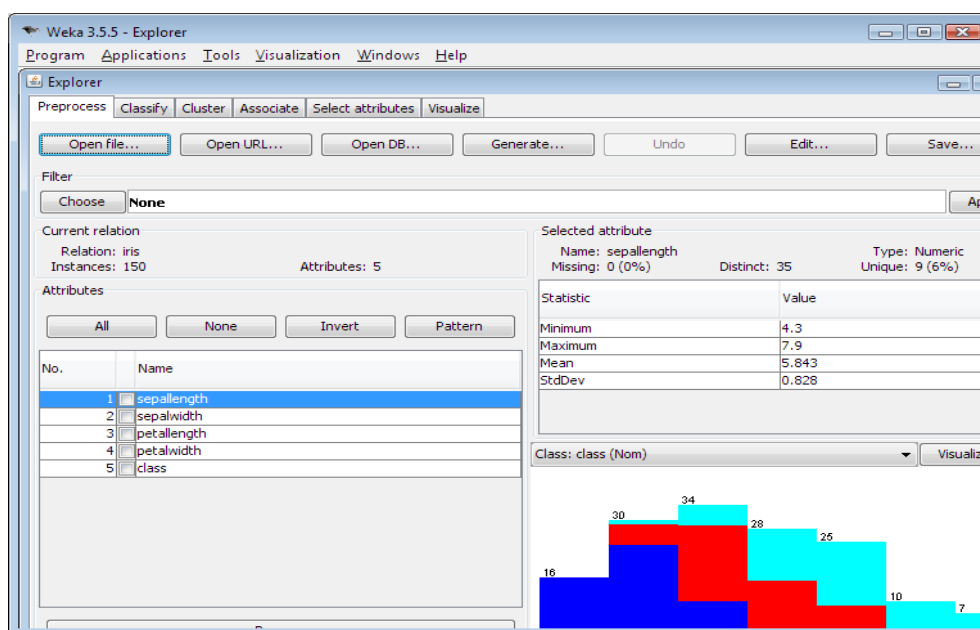 Weka 3.5.5 - Explorer
Program Applications Tools Visualization Windows Help
Explorer
Preprocess Classify Cluster Associate Select attributes Visualize
Open file... Open URL... Open DB... Generate... Undo Edit... Save...
Filter
Choose None
Current relation
Relation: iris
Instances: 150 Attributes: 5
Attributes
All None Invert Pattern
No. Name
1 sepallength
2 sepalwidth
3 petallength
4 petalwidth
5 class
Selected attribute
Name: sepallength Type: Numeric
Missing: 0 (0%) Distinct: 35 Unique: 9 (6%)
Statistic Value
Minimum 4.3
Maximum 7.9
Mean 5.843
StdDev 0.828
Class: class (Nom)
16 30 34 28 25 10 7